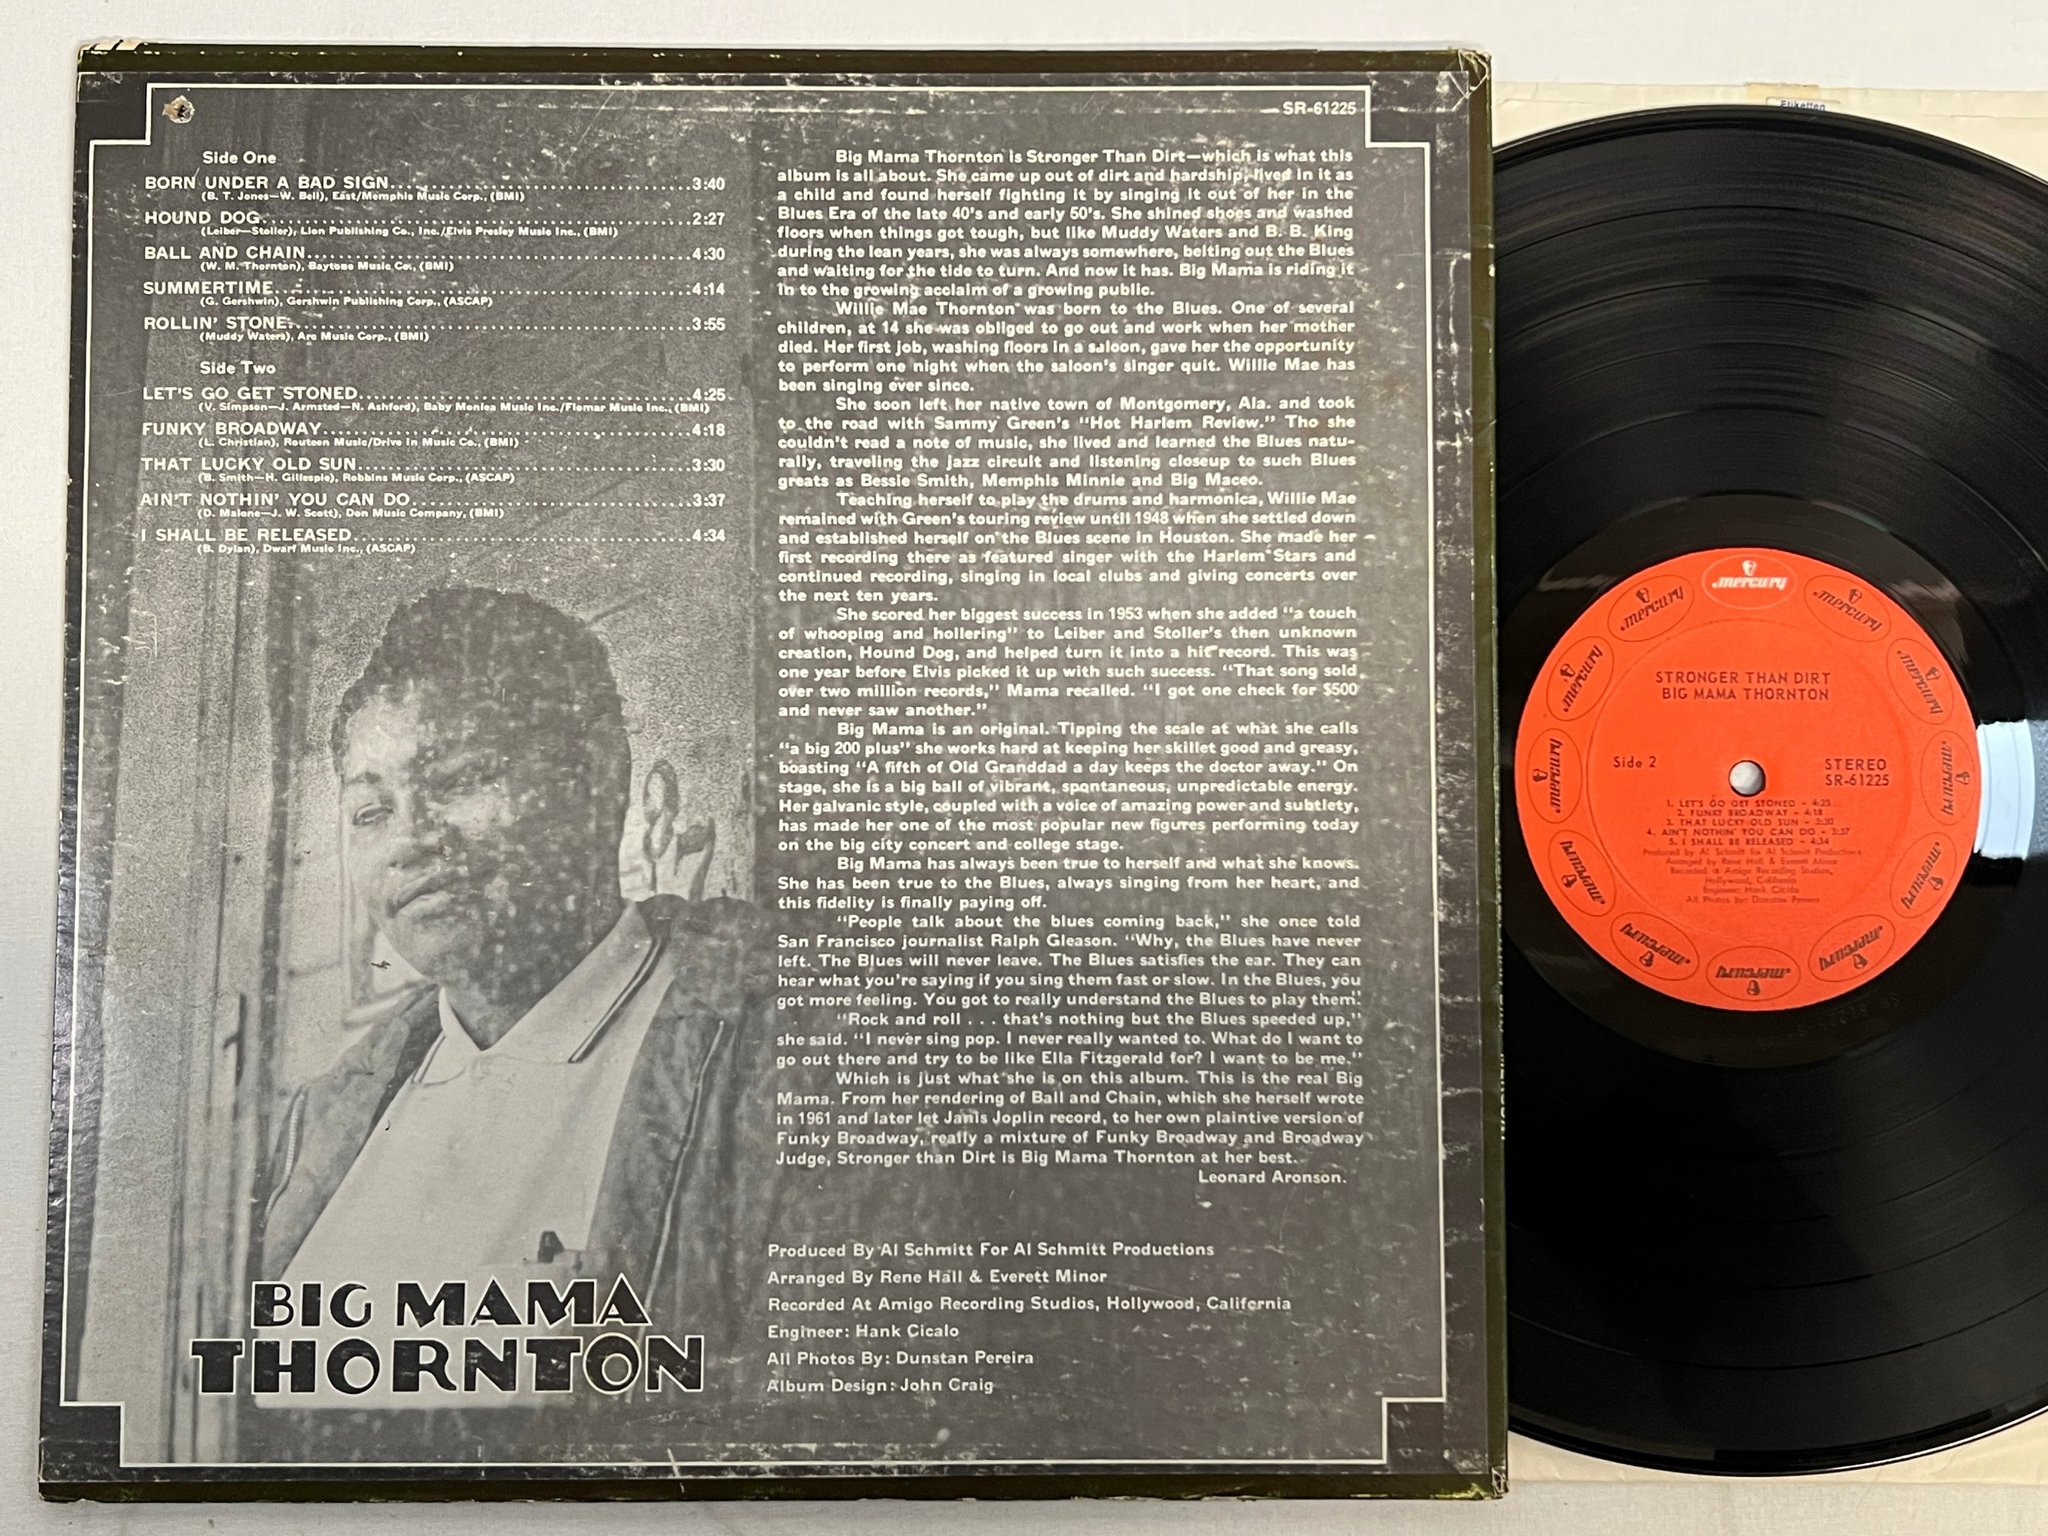 SR-61225
Side One
BORN UNDER A BAD SIGN........................................3:40
(B. T. Jones—W. Bell), East/Memphis Music Corp., (BMI)
HOUND DOG........................................2:27
(Leiber—Stoller), Lion Publishing Co., Inc./Elvis Presley Music Inc., (BMI)
BALL AND CHAIN........................................4:30
(W. M. Thornton), Baytone Music Co., (BMI)
SUMMERTIME........................................4:14
(G. Gershwin), Gershwin Publishing Corp., (ASCAP)
ROLLIN' STONE........................................3:55
(Muddy Waters), Arc Music Corp., (BMI)
Side Two
LET'S GO GET STONED........................................4:25
(V. Simpson—J. Armsted—N. Ashford), Baby Monica Music Inc./Flomar Music Inc., (BMI)
FUNKY BROADWAY........................................4:18
(L. Christian), Routeen Music/Drive In Music Co., (BMI)
THAT LUCKY OLD SUN........................................3:30
(B. Smith—H. Gillespie), Robbins Music Corp., (ASCAP)
AIN'T NOTHIN' YOU CAN DO........................................3:37
(D. Malone—J. W. Scott), Don Music Company, (BMI)
I SHALL BE RELEASED........................................4:34
(B. Dylan), Dwarf Music Inc., (ASCAP)
Big Mama Thornton is Stronger Than Dirt—which is what this
album is all about. She came up out of dirt and hardship, lived in it as
a child and found herself fighting it by singing it out of her in the
Blues Era of the late 40's and early 50's. She shined shoes and washed
floors when things got tough, but like Muddy Waters and B. B. King
during the lean years, she was always somewhere, belting out the Blues
and waiting for the tide to turn. And now it has. Big Mama is riding it
in to the growing acclaim of a growing public.
Willie Mae Thornton was born to the Blues. One of several
children, at 14 she was obliged to go out and work when her mother
died. Her first job, washing floors in a saloon, gave her the opportunity
to perform one night when the saloon's singer quit. Willie Mae has
been singing ever since.
She soon left her native town of Montgomery, Ala. and took
to the road with Sammy Green's "Hot Harlem Review." Tho she
couldn't read a note of music, she lived and learned the Blues natu-
rally, traveling the jazz circuit and listening closeup to such Blues
greats as Bessie Smith, Memphis Minnie and Big Maceo.
Teaching herself to play the drums and harmonica, Willie Mae
remained with Green's touring review until 1948 when she settled down
and established herself on the Blues scene in Houston. She made her
first recording there as featured singer with the Harlem Stars and
continued recording, singing in local clubs and giving concerts over
the next ten years.
She scored her biggest success in 1953 when she added "a touch
of whooping and hollering" to Leiber and Stoller's then unknown
creation, Hound Dog, and helped turn it into a hit record. This was
one year before Elvis picked it up with such success. "That song sold
over two million records," Mama recalled. "I got one check for $500
and never saw another."
Big Mama is an original. Tipping the scale at what she calls
"a big 200 plus" she works hard at keeping her skillet good and greasy,
boasting "A fifth of Old Granddad a day keeps the doctor away." On
stage, she is a big ball of vibrant, spontaneous, unpredictable energy.
Her galvanic style, coupled with a voice of amazing power and subtlety,
has made her one of the most popular new figures performing today
on the big city concert and college stage.
Big Mama has always been true to herself and what she knows.
She has been true to the Blues, always singing from her heart, and
this fidelity is finally paying off.
"People talk about the blues coming back," she once told
San Francisco journalist Ralph Gleason. "Why, the Blues have never
left. The Blues will never leave. The Blues satisfies the ear. They can
hear what you're saying if you sing them fast or slow. In the Blues, you
got more feeling. You got to really understand the Blues to play them."
"Rock and roll . . . that's nothing but the Blues speeded up,"
she said. "I never sing pop. I never really wanted to. What do I want to
go out there and try to be like Ella Fitzgerald for? I want to be me."
Which is just what she is on this album. This is the real Big
Mama. From her rendering of Ball and Chain, which she herself wrote
in 1961 and later let Janis Joplin record, to her own plaintive version of
Funky Broadway, really a mixture of Funky Broadway and Broadway
Judge, Stronger than Dirt is Big Mama Thornton at her best.
Leonard Aronson.
Produced By Al Schmitt For Al Schmitt Productions
Arranged By Rene Hall & Everett Minor
Recorded At Amigo Recording Studios, Hollywood, California
Engineer: Hank Cicalo
All Photos By: Dunstan Pereira
Album Design: John Craig
BIG MAMA
THORNTON
Etiketten
mercury
mercury
mercury
mercury
mercury
mercury
mercury
mercury
mercury
mercury
mercury
mercury
STRONGER THAN DIRT
BIG MAMA THORNTON
Side 2
STEREO
SR-61225
1. LET'S GO GET STONED - 4:25
2. FUNKY BROADWAY - 4:18
3. THAT LUCKY OLD SUN - 3:30
4. AIN'T NOTHIN' YOU CAN DO - 3:37
5. I SHALL BE RELEASED - 4:34
Produced by Al Schmitt for Al Schmitt Productions
Arranged by Rene Hall & Everett Minor
Recorded at Amigo Recording Studios,
Hollywood, California
Engineer: Hank Cicalo
All Photos by: Dunstan Pereira